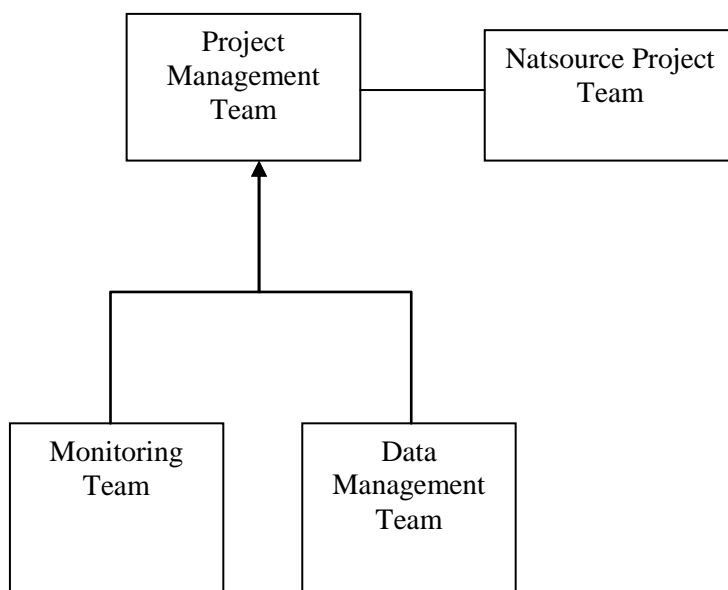 Project
Management
Team
Natsource Project
Team
Monitoring
Team
Data
Management
Team